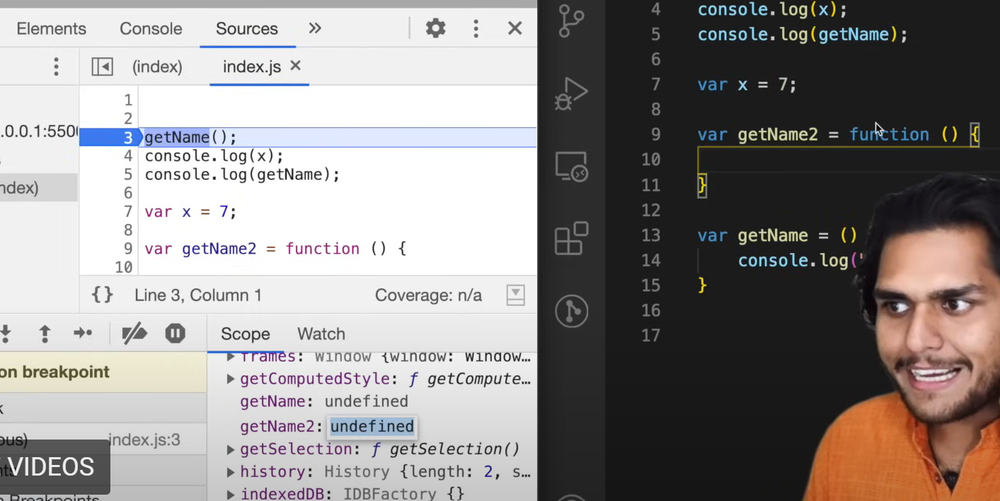 Elements Console Sources »
(index) index.js ×
.0.0.1:550
ndex)
1
2
3 getName();
4 console.log(x);
5 console.log(getName);
6
7 var x = 7;
8
9 var getName2 = function () {
10
{} Line 3, Column 1 Coverage: n/a
Scope Watch
on breakpoint
k
ous) index.js:3
VIDEOS
nts
n Breakpoints
frames: Window {window: Window…
getComputedStyle: ƒ getCompute…
getName: undefined
getName2: undefined
getSelection: ƒ getSelection()
history: History {length: 2, s…
indexedDB: IDBFactory {}
4 console.log(x);
5 console.log(getName);
6
7 var x = 7;
8
9 var getName2 = function () {
10
11 }
12
13 var getName = ()
14 console.log("
15 }
16
17